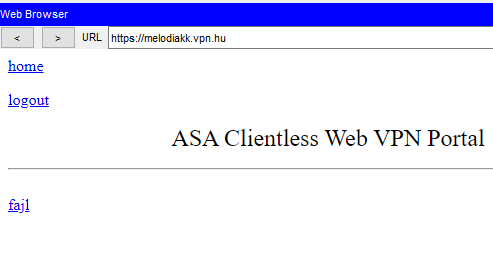 Web Browser
< > URL https://melodiakk.vpn.hu
home
logout
ASA Clientless Web VPN Portal
fajl